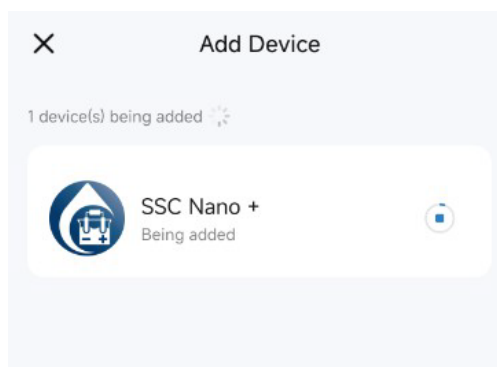 Add Device
1 device(s) being added
SSC Nano +
Being added